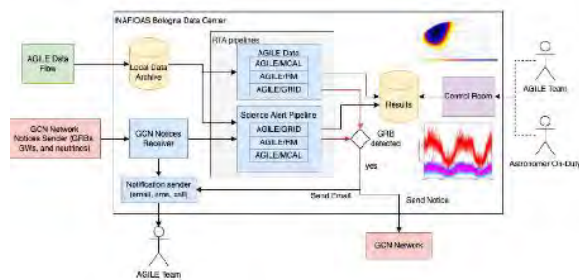 INAF/OAS Bologna Data Center
RTA pipelines
AGILE Data
Flow
Local Data
Archive
AGILE Data
AGILE/MCAL
AGILE/RM
AGILE/GRID
Results
Control Room
AGILE Team
Science Alert Pipeline
AGILE/GRID
AGILE/RM
AGILE/MCAL
GCN Network
Notices Sender (GRBs,
GWs, and neutrinos)
GCN Notices
Receiver
GRB
detected
yes
Astronomer On-Duty
Notification sender
(email, sms, call)
Send Email
Send Notice
AGILE Team
GCN Network